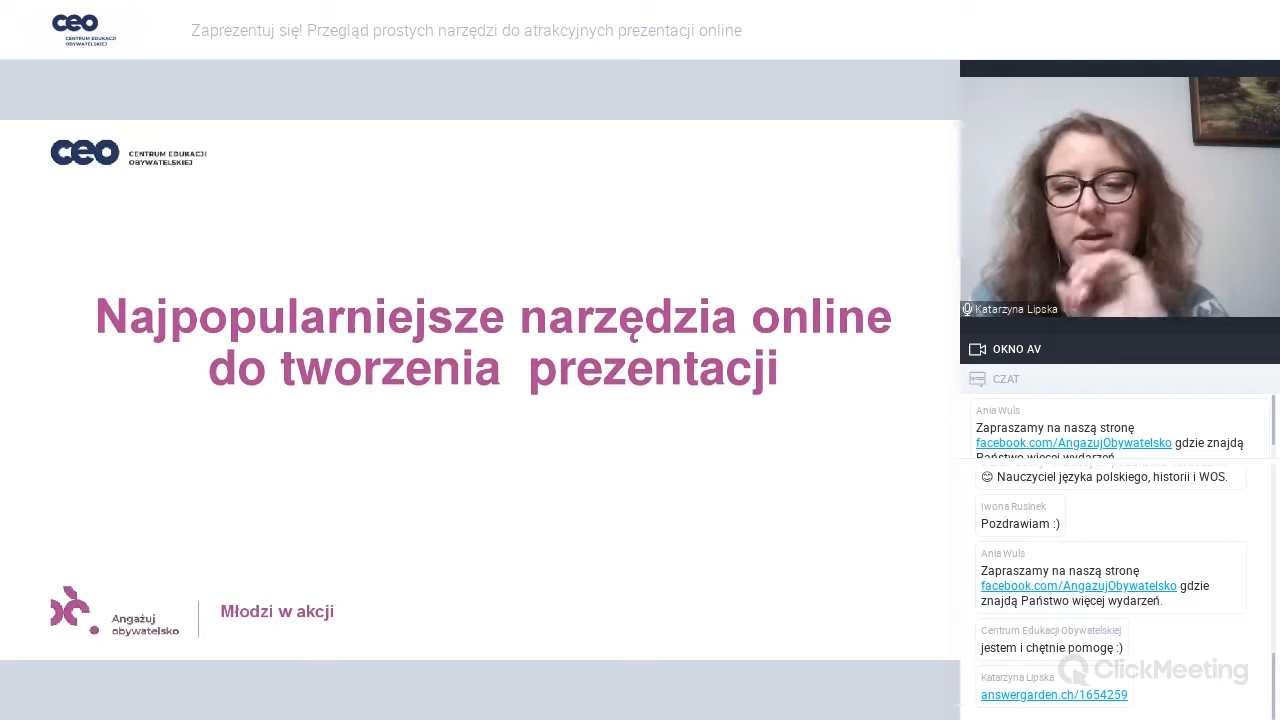 ceo
CENTRUM EDUKACJI
OBYWATELSKIEJ
Zaprezentuj się! Przegląd prostych narzędzi do atrakcyjnych prezentacji online
ceo
CENTRUM EDUKACJI
OBYWATELSKIEJ
Najpopularniejsze narzędzia online
do tworzenia prezentacji
Angażuj
obywatelsko
Młodzi w akcji
Katarzyna Lipska
OKNO AV
CZAT
Ania Wuls
Zapraszamy na naszą stronę
facebook.com/AngazujObywatelsko gdzie znajdą
Państwo więcej wydarzeń
😊 Nauczyciel języka polskiego, historii i WOS.
Iwona Rusinek
Pozdrawiam :)
Ania Wuls
Zapraszamy na naszą stronę
facebook.com/AngazujObywatelsko gdzie
znajdą Państwo więcej wydarzeń.
Centrum Edukacji Obywatelskiej
jestem i chętnie pomogę :)
ClickMeeting
Katarzyna Lipska
answergarden.ch/1654259